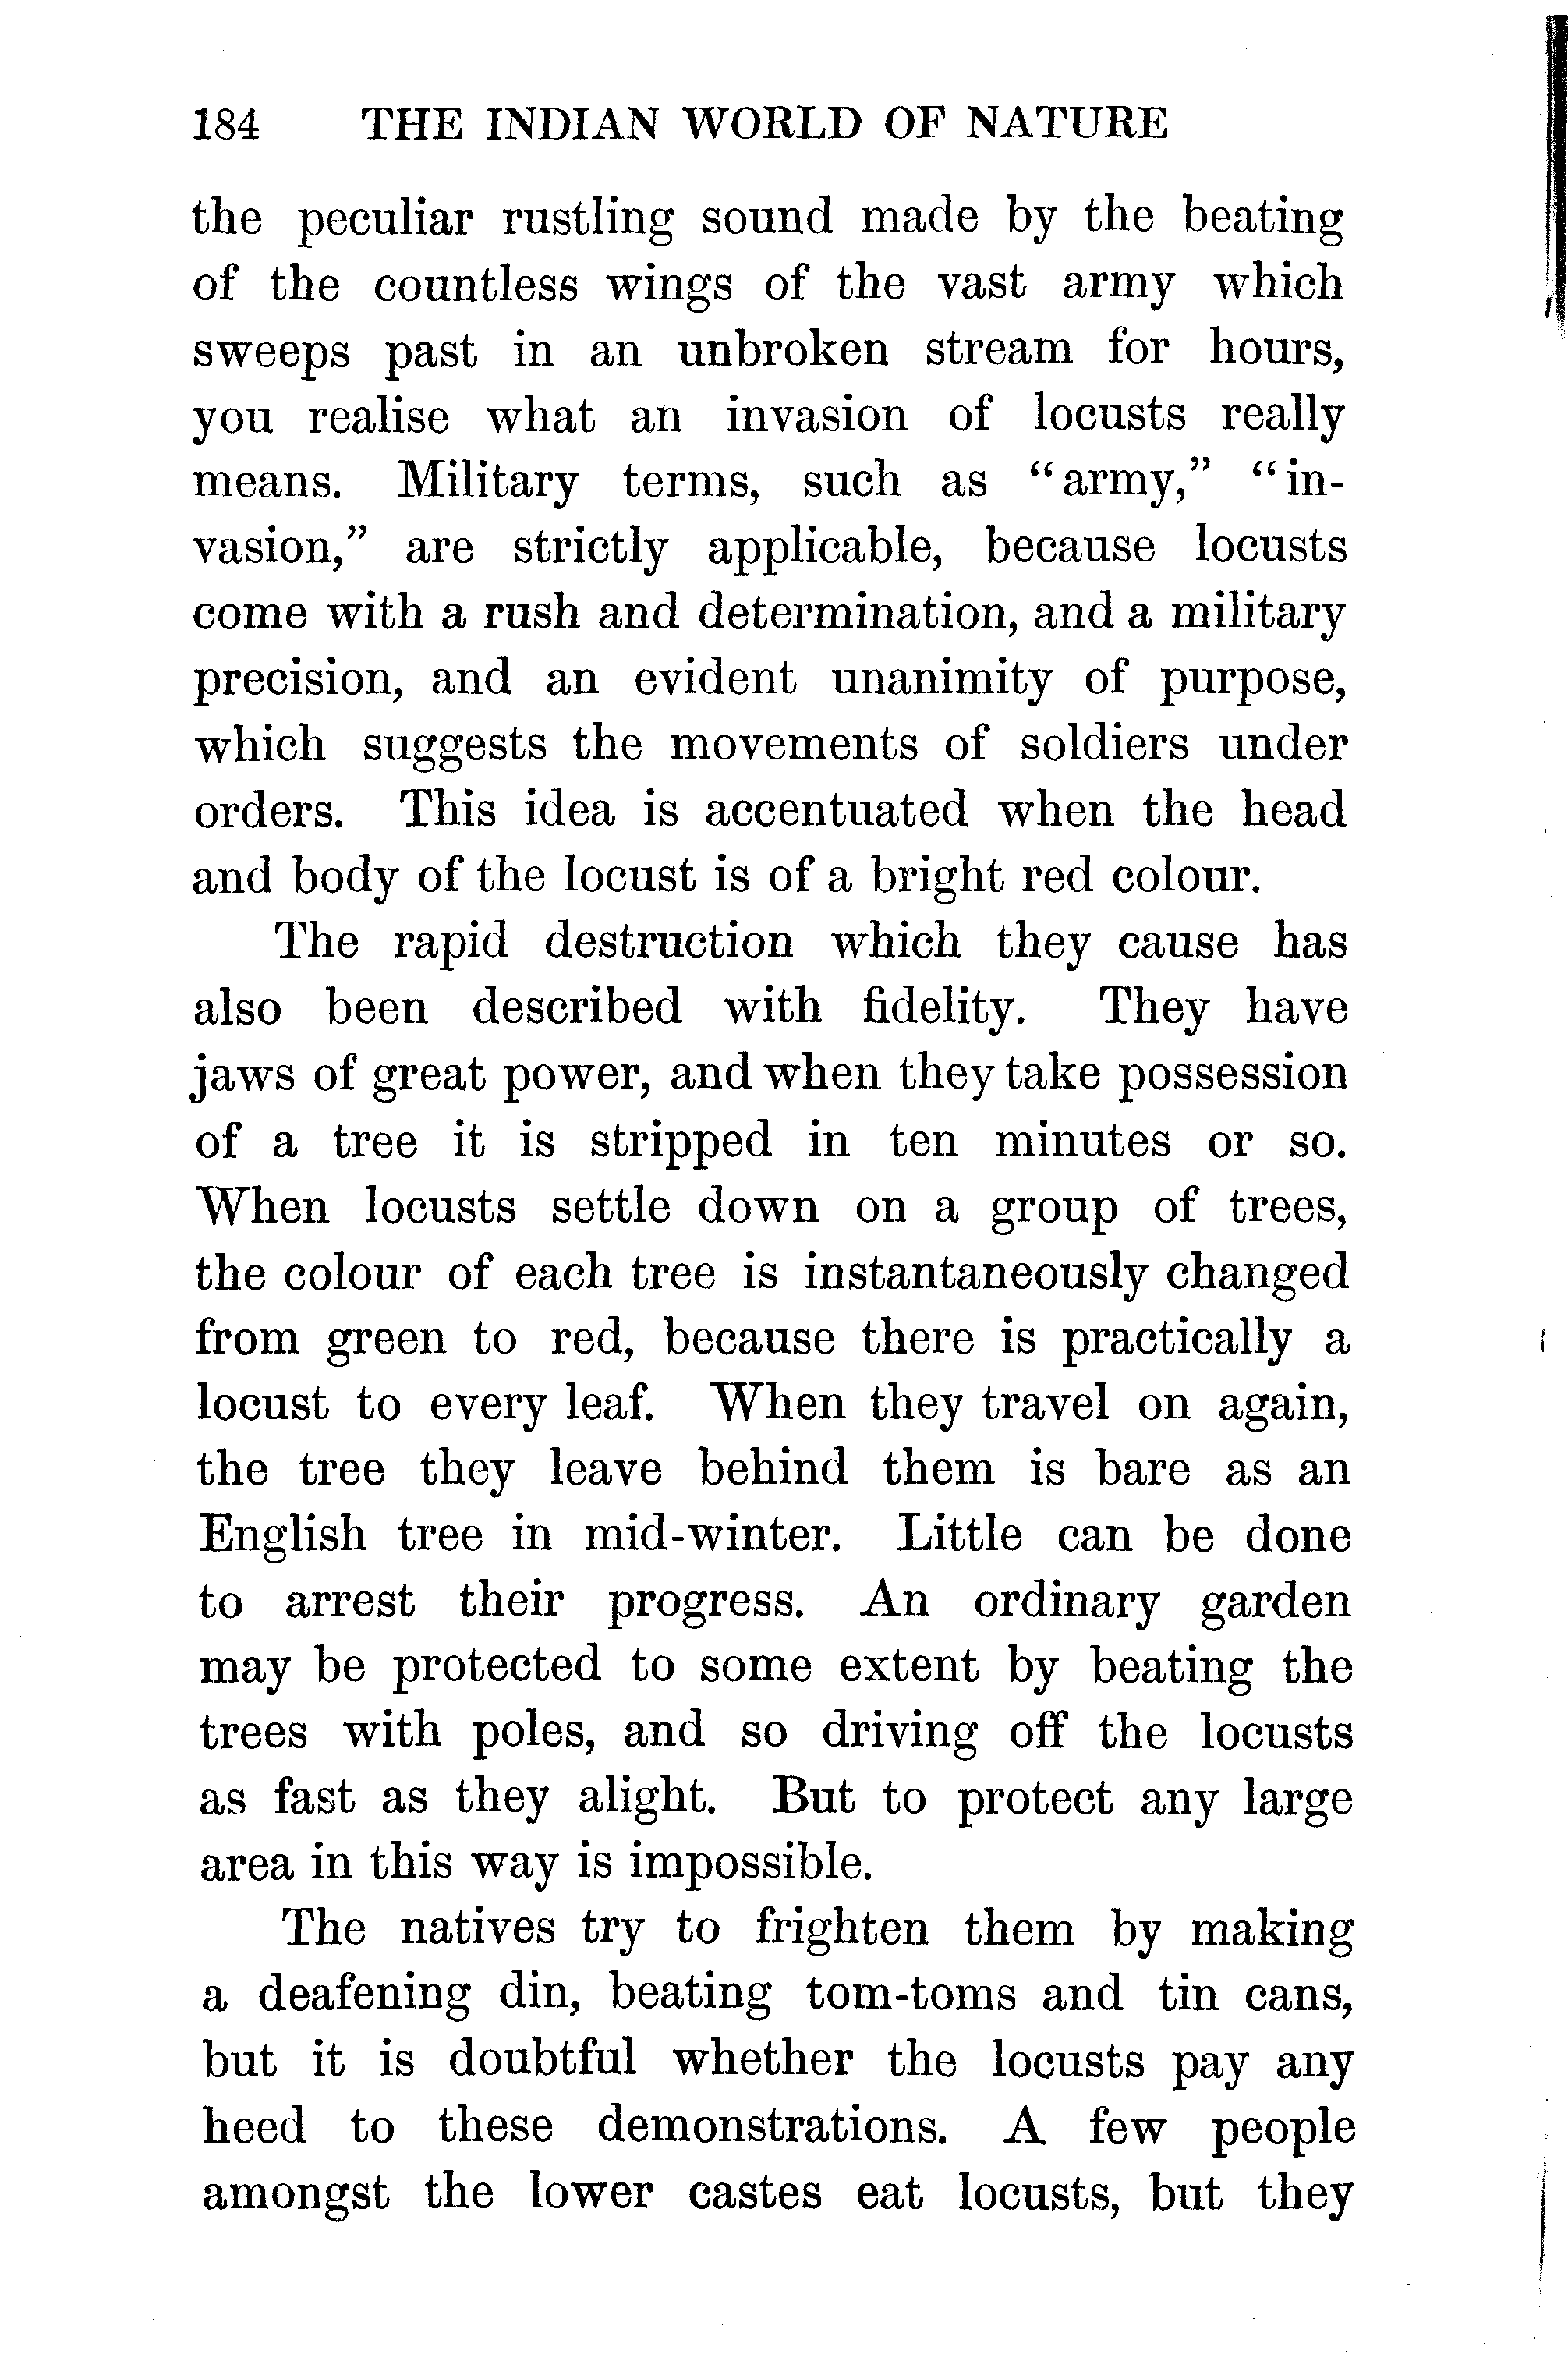 184 THE INDIAN WORLD OF NATURE
the peculiar rustling sound made by the beating
of the countless wings of the vast army which
sweeps past in an unbroken stream for hours,
you realise what an invasion of locusts really
means. Military terms, such as “army,” “in-
vasion,” are strictly applicable, because locusts
come with a rush and determination, and a military
precision, and an evident unanimity of purpose,
which suggests the movements of soldiers under
orders. This idea is accentuated when the head
and body of the locust is of a bright red colour.
The rapid destruction which they cause has
also been described with fidelity. They have
jaws of great power, and when they take possession
of a tree it is stripped in ten minutes or so.
When locusts settle down on a group of trees,
the colour of each tree is instantaneously changed
from green to red, because there is practically a
locust to every leaf. When they travel on again,
the tree they leave behind them is bare as an
English tree in mid-winter. Little can be done
to arrest their progress. An ordinary garden
may be protected to some extent by beating the
trees with poles, and so driving off the locusts
as fast as they alight. But to protect any large
area in this way is impossible.
The natives try to frighten them by making
a deafening din, beating tom-toms and tin cans,
but it is doubtful whether the locusts pay any
heed to these demonstrations. A few people
amongst the lower castes eat locusts, but they